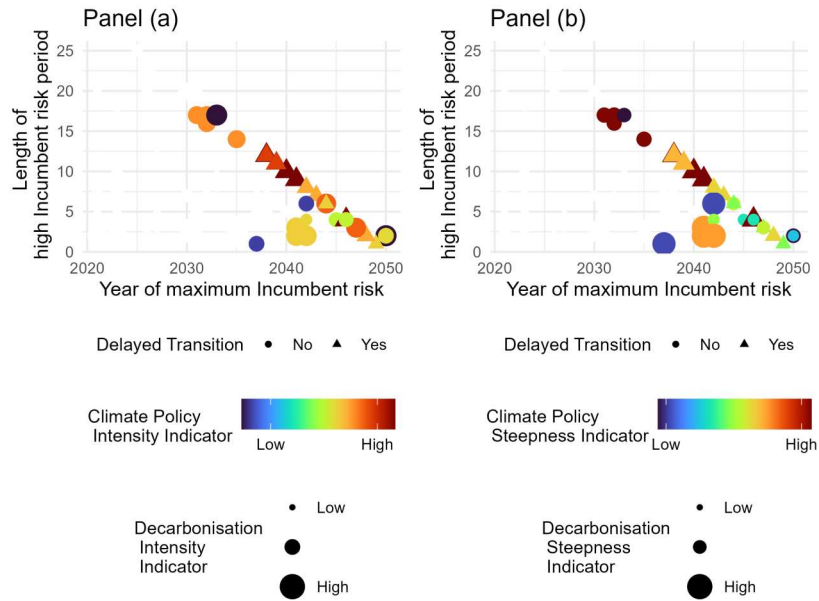 Panel (a)
Length of
high Incumbent risk period
25
20
15
10
5
0
2020
2030
2040
2050
Year of maximum Incumbent risk
Delayed Transition No Yes
Climate Policy
Intensity Indicator
Low High
Decarbonisation
Intensity
Indicator
Low
High
Panel (b)
Length of
high Incumbent risk period
25
20
15
10
5
0
2020
2030
2040
2050
Year of maximum Incumbent risk
Delayed Transition No Yes
Climate Policy
Steepness Indicator
Low High
Decarbonisation
Steepness
Indicator
Low
High